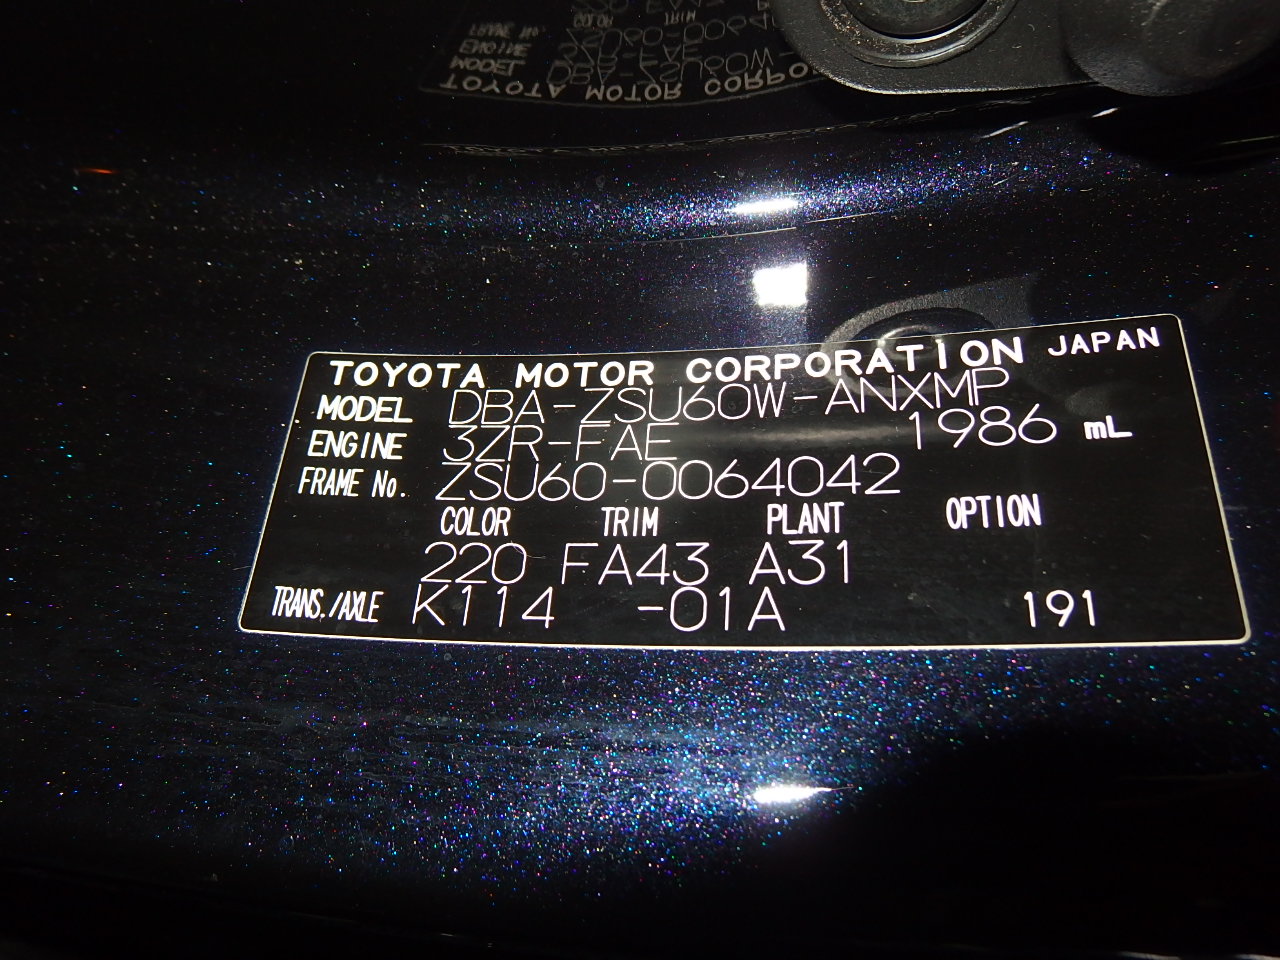 TOYOTA MOTOR CORPORATION JAPAN
MODEL DBA-ZSU60W-ANXMP
ENGINE 3ZR-FAE 1986 mL
FRAME No. ZSU60-0064042
COLOR TRIM PLANT OPTION
220 FA43 A31
TRANS./AXLE K114 -01A 191